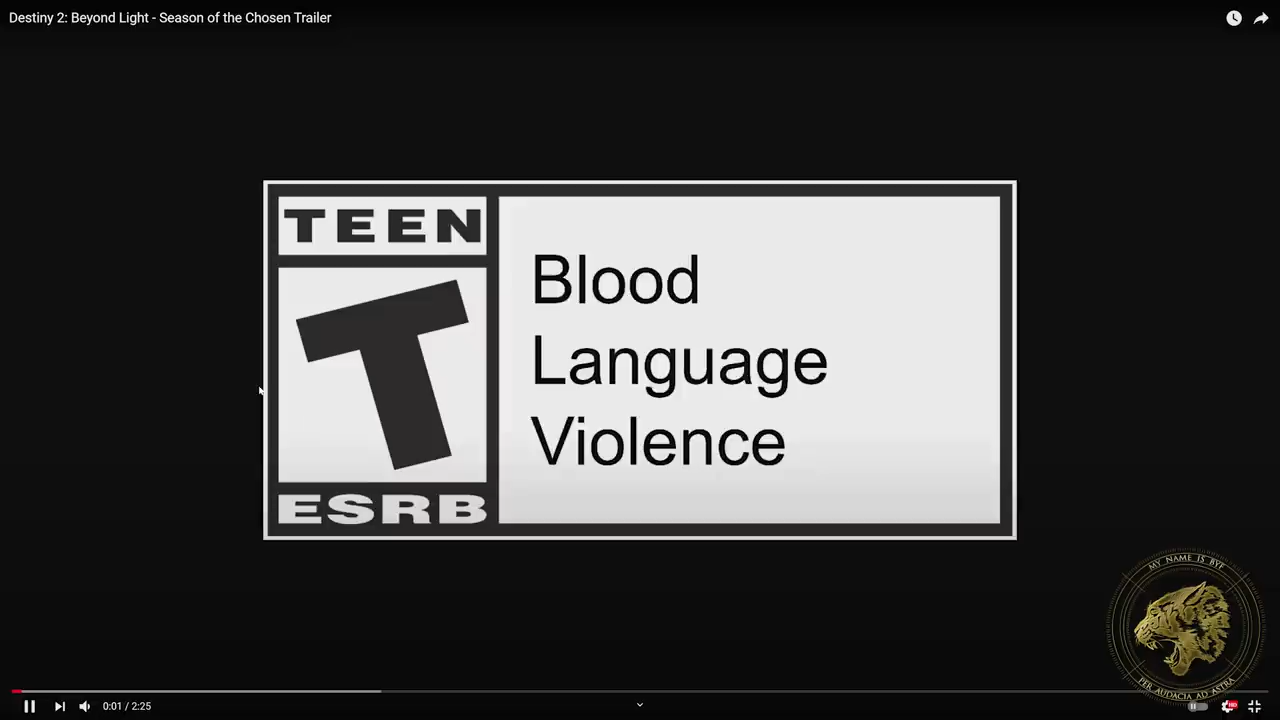 Destiny 2: Beyond Light - Season of the Chosen Trailer
TEEN
T
ESRB
Blood
Language
Violence
MY NAME IS BYF
PER AUDACIA AD ASTRA
0:01 / 2:25
HD